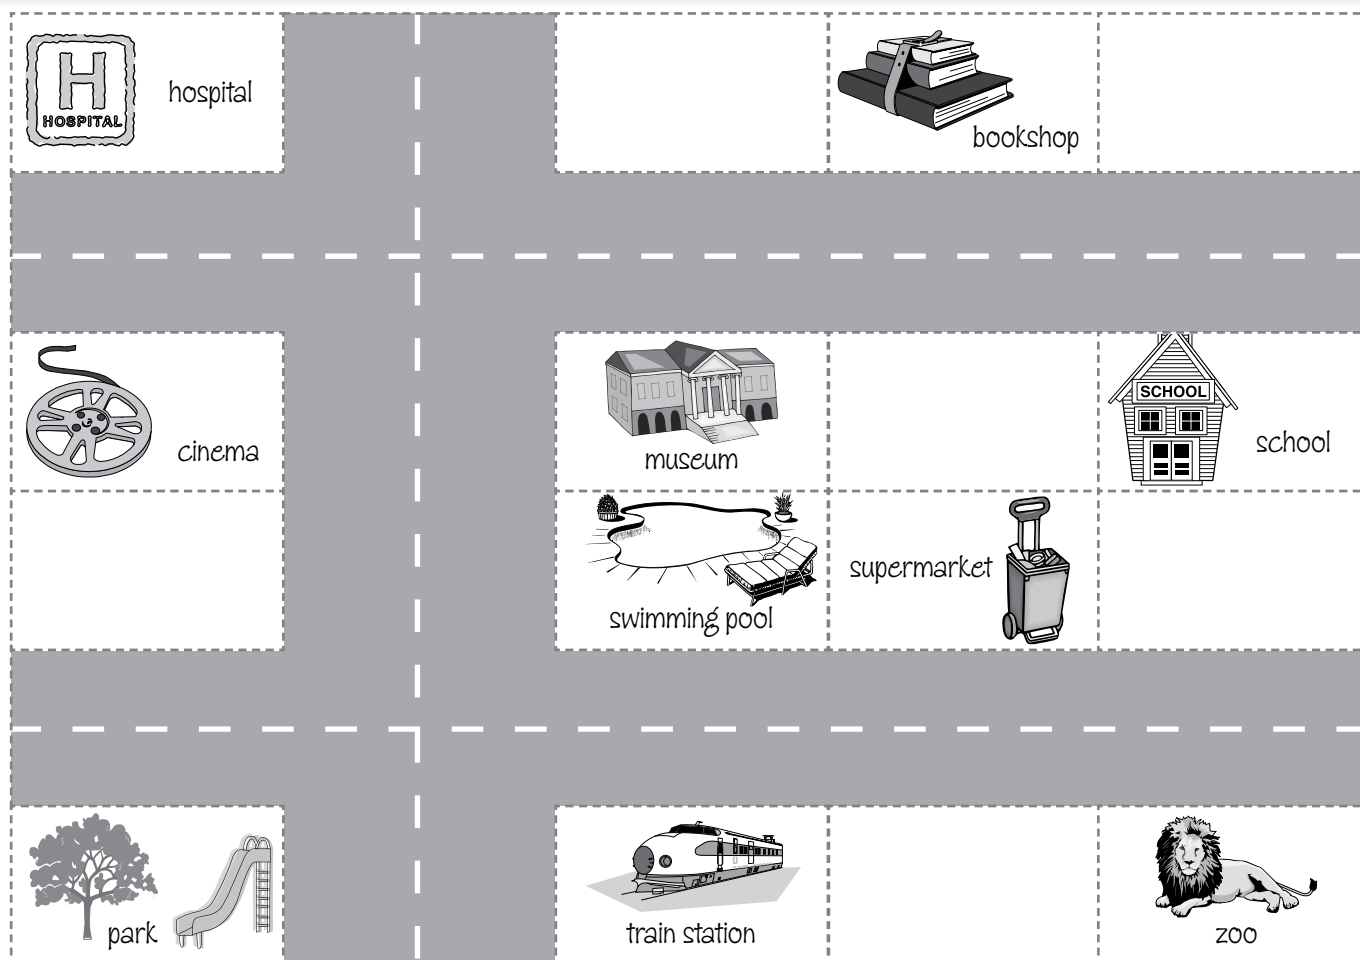 H
HOSPITAL
hospital
bookshop
cinema
museum
SCHOOL
school
swimming pool
supermarket
park
train station
zoo